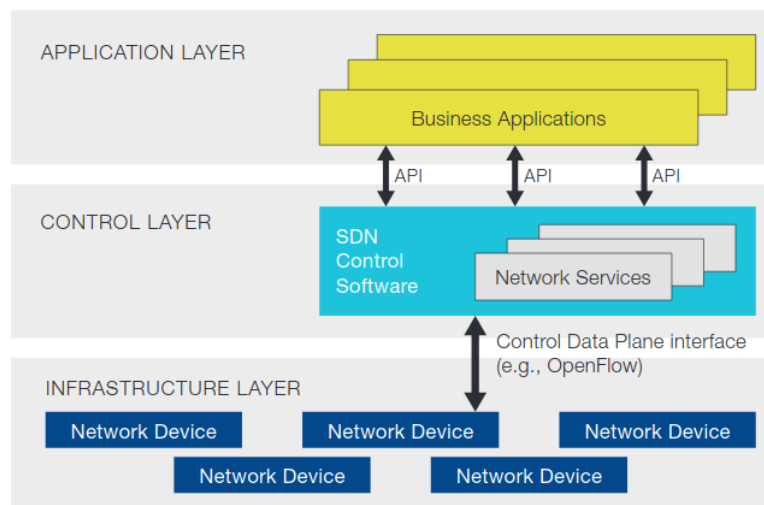 APPLICATION LAYER
Business Applications
API API API
CONTROL LAYER
SDN
Control
Software
Network Services
Control Data Plane interface
(e.g., OpenFlow)
INFRASTRUCTURE LAYER
Network Device Network Device Network Device
Network Device Network Device